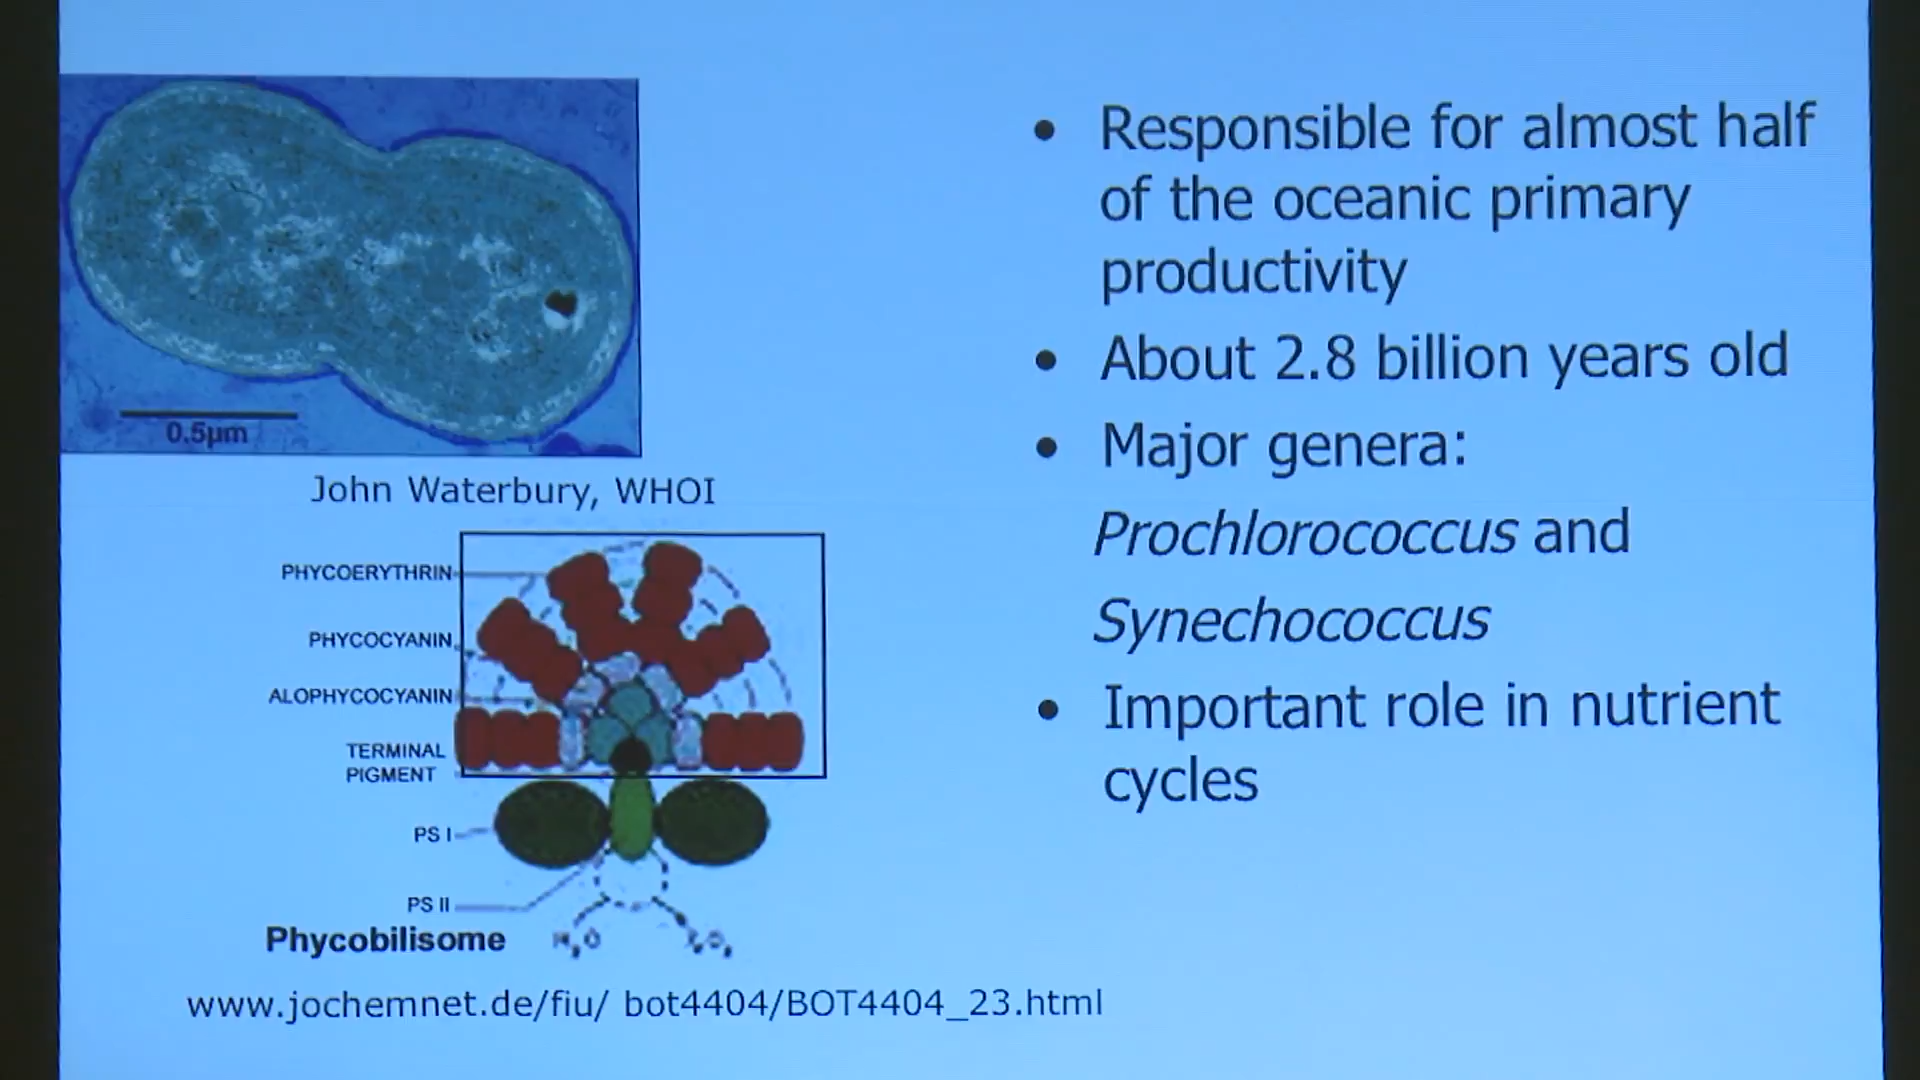 0.5µm
John Waterbury, WHOI
PHYCOERYTHRIN
PHYCOCYANIN
ALOPHYCOCYANIN
TERMINAL
PIGMENT
PS I
PS II
Phycobilisome
www.jochemnet.de/fiu/ bot4404/BOT4404_23.html
• Responsible for almost half
of the oceanic primary
productivity
• About 2.8 billion years old
• Major genera:
Prochlorococcus and
Synechococcus
• Important role in nutrient
cycles